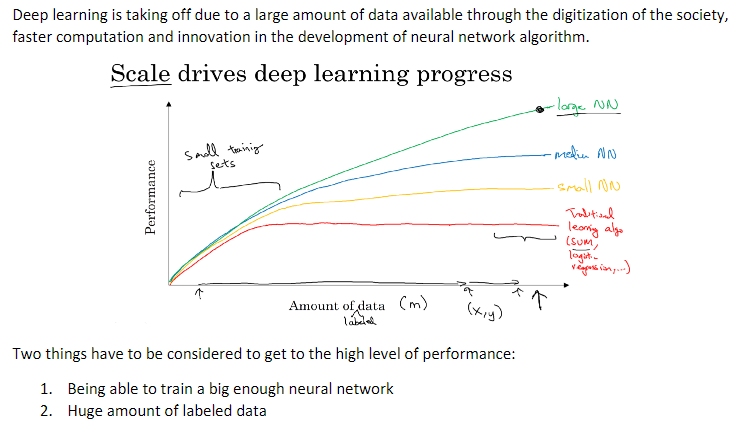 Deep learning is taking off due to a large amount of data available through the digitization of the society,
faster computation and innovation in the development of neural network algorithm.
Scale drives deep learning progress
large NN
small training
sets
medium NN
small NN
Traditional
learning algo
(SVM,
logistic
regression,...)
Performance
Amount of data (m)
labeled
(x,y)
Two things have to be considered to get to the high level of performance:
1. Being able to train a big enough neural network
2. Huge amount of labeled data